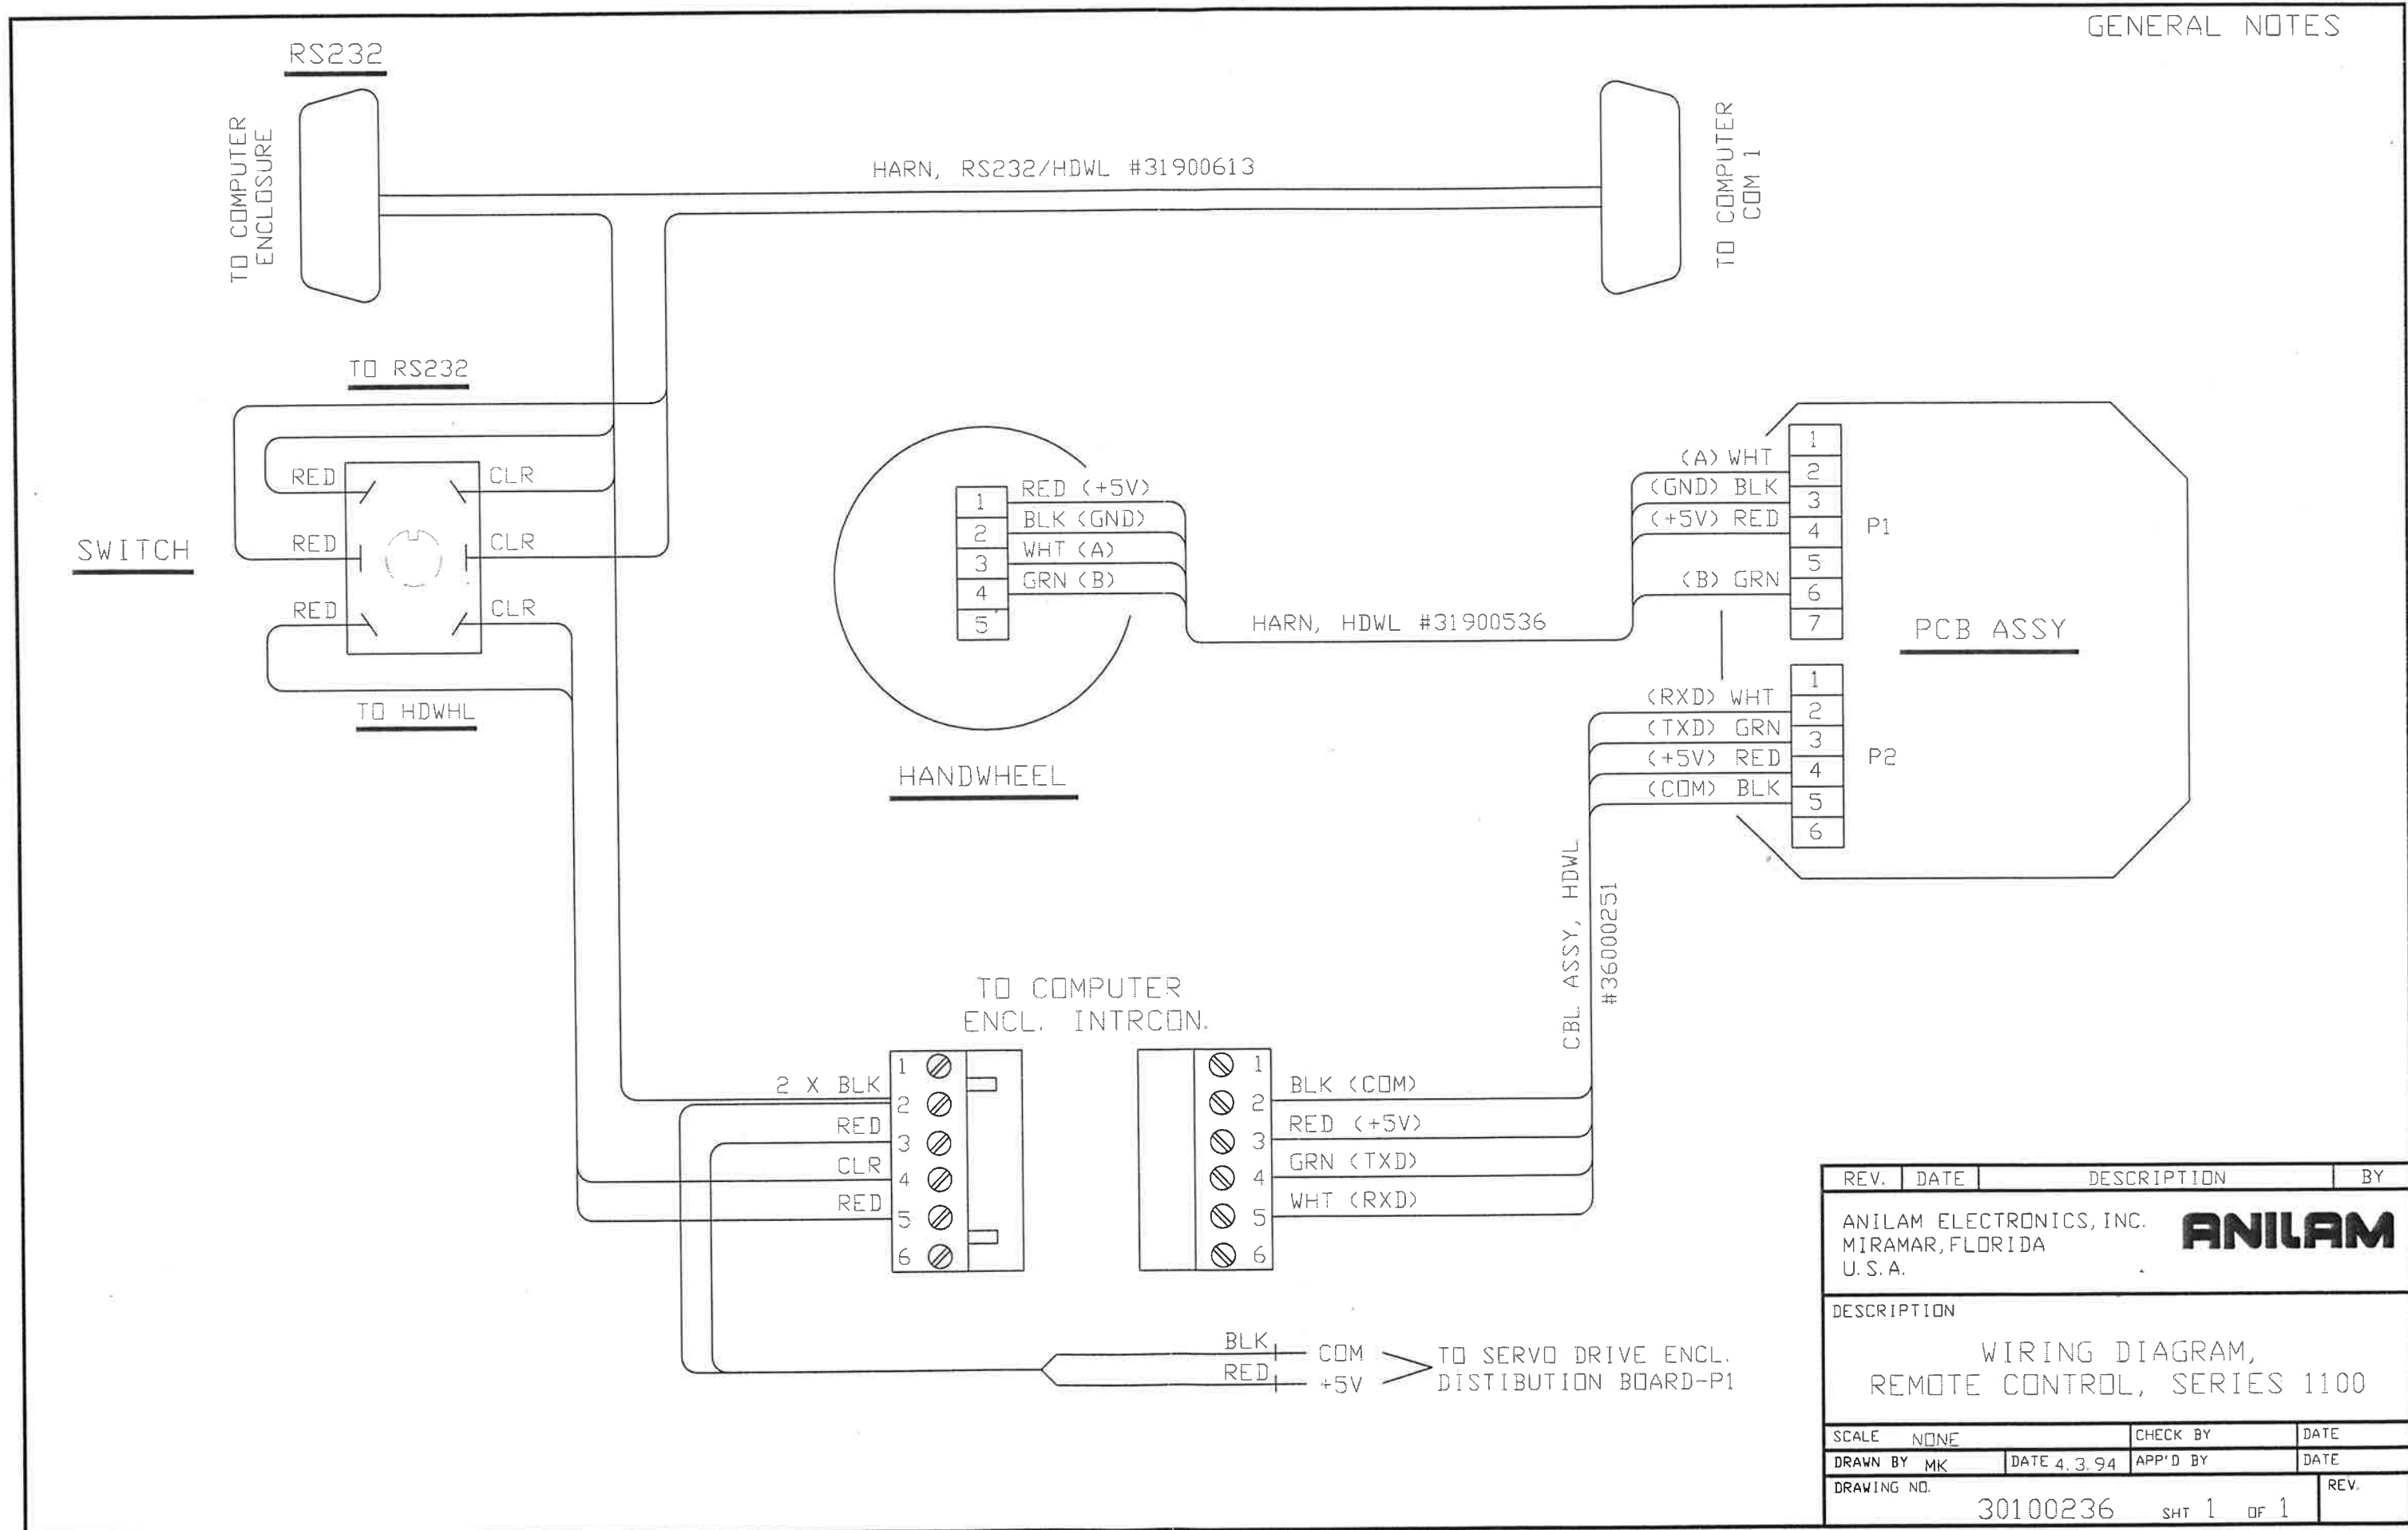 GENERAL NOTES
RS232
TO COMPUTER
ENCLOSURE
HARN, RS232/HDWL #31900613
TO COMPUTER
COM 1
TO RS232
RED
CLR
SWITCH
RED
CLR
RED
CLR
TO HDWHL
1
2
3
4
5
RED (+5V)
BLK (GND)
WHT (A)
GRN (B)
HANDWHEEL
HARN, HDWL #31900536
(A) WHT
(GND) BLK
(+5V) RED
(B) GRN
1
2
3
4
5
6
7
P1
PCB ASSY
(RXD) WHT
(TXD) GRN
(+5V) RED
(COM) BLK
1
2
3
4
5
6
P2
CBL ASSY, HDWL
#36000251
TO COMPUTER
ENCL. INTRCON.
2 X BLK
RED
CLR
RED
1
2
3
4
5
6
1
2
3
4
5
6
BLK (COM)
RED (+5V)
GRN (TXD)
WHT (RXD)
BLK
COM
RED
+5V
TO SERVO DRIVE ENCL.
DISTIBUTION BOARD-P1
REV. DATE DESCRIPTION BY
ANILAM ELECTRONICS, INC.
MIRAMAR, FLORIDA
U.S.A.
ANILAM
DESCRIPTION
WIRING DIAGRAM,
REMOTE CONTROL, SERIES 1100
SCALE NONE CHECK BY DATE
DRAWN BY MK DATE 4.3.94 APP'D BY DATE
DRAWING NO. REV.
30100236 SHT 1 OF 1